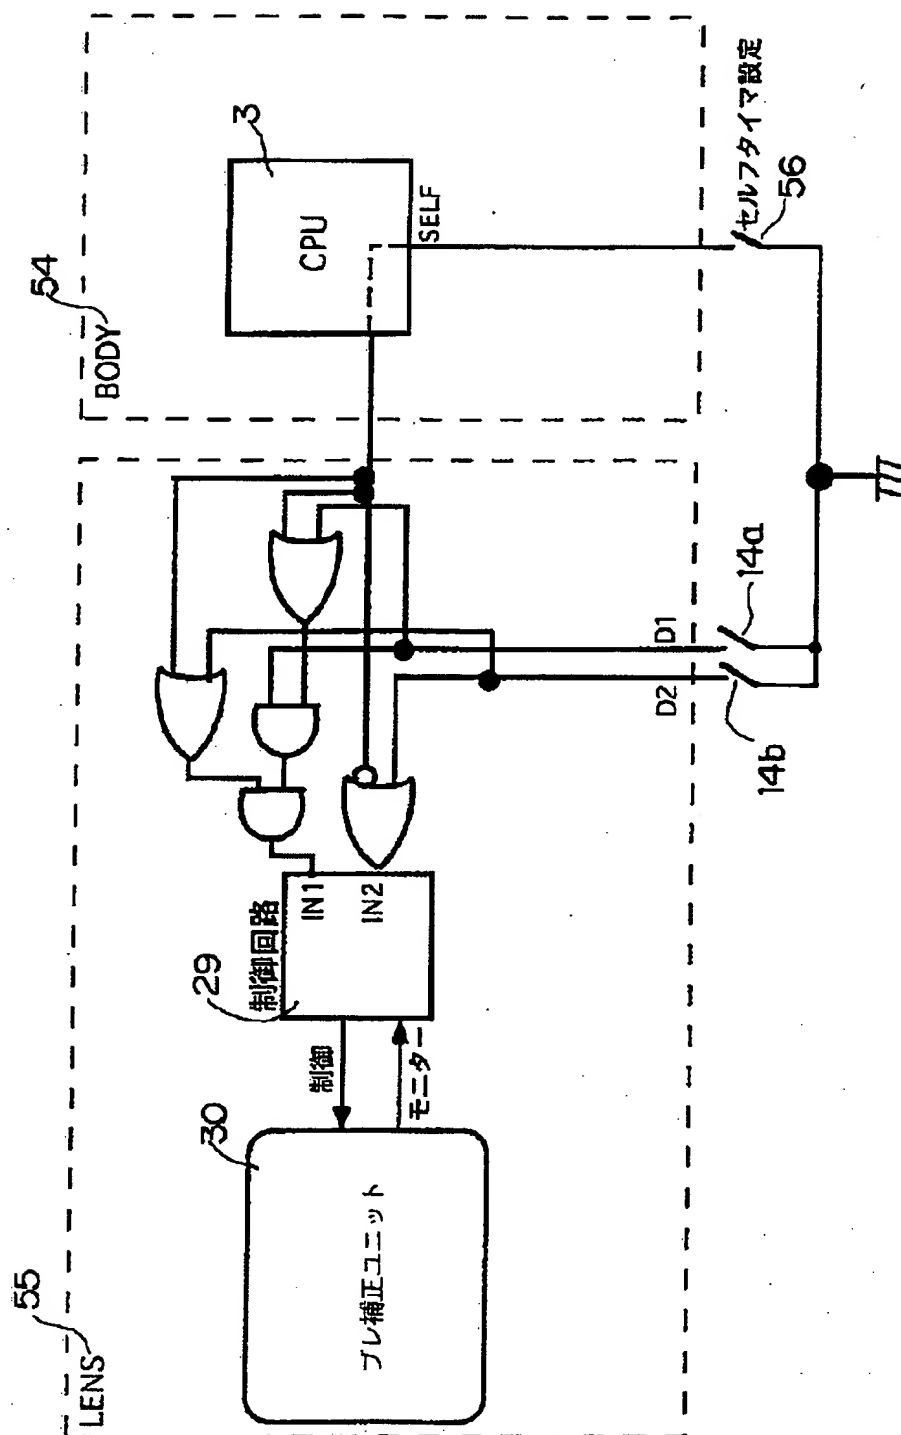 55
LENS
54
BODY
3
CPU
SELF
セルフタイマ設定
56
30
ブレ補正ユニット
制御
モニター
29
制御回路
IN1
IN2
D1
D2
14a
14b